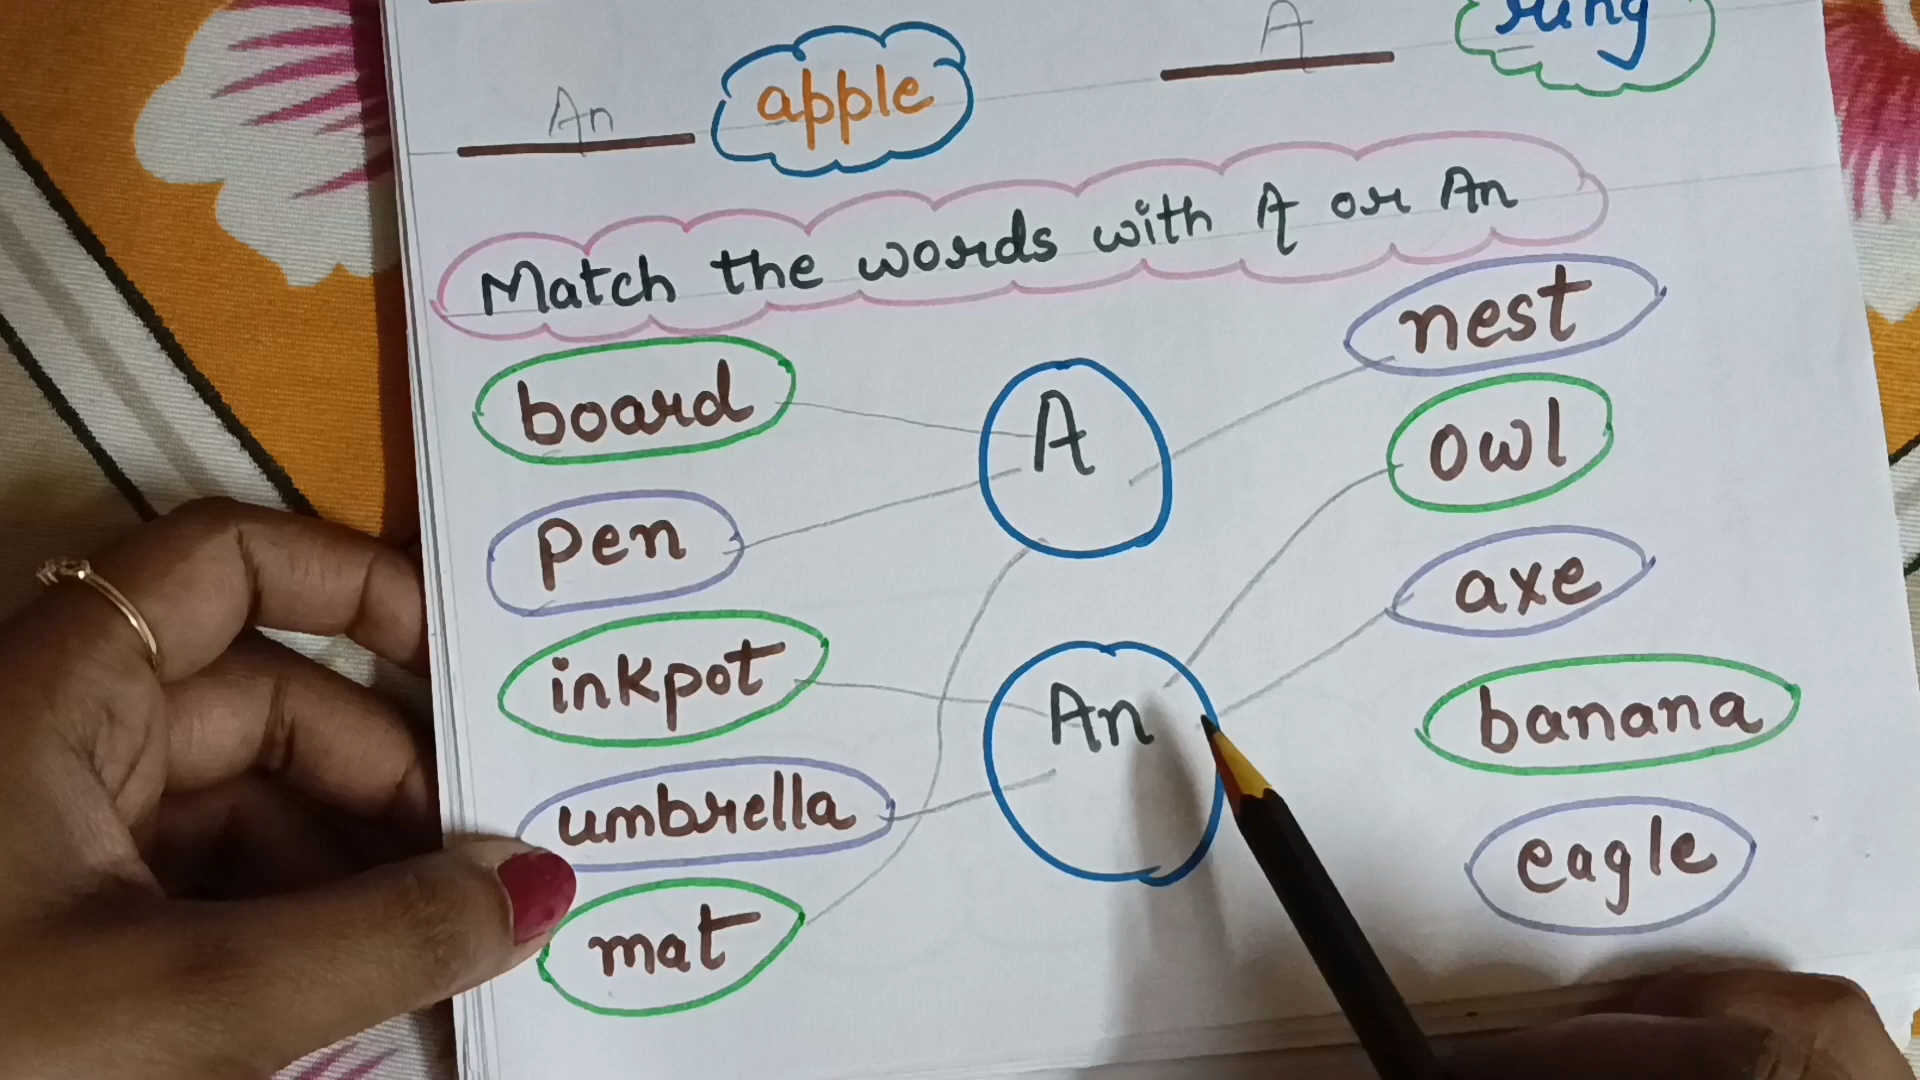 A ring
An apple
Match the words with A or An
board
pen
inkpot
umbrella
mat
A
An
nest
owl
axe
banana
eagle